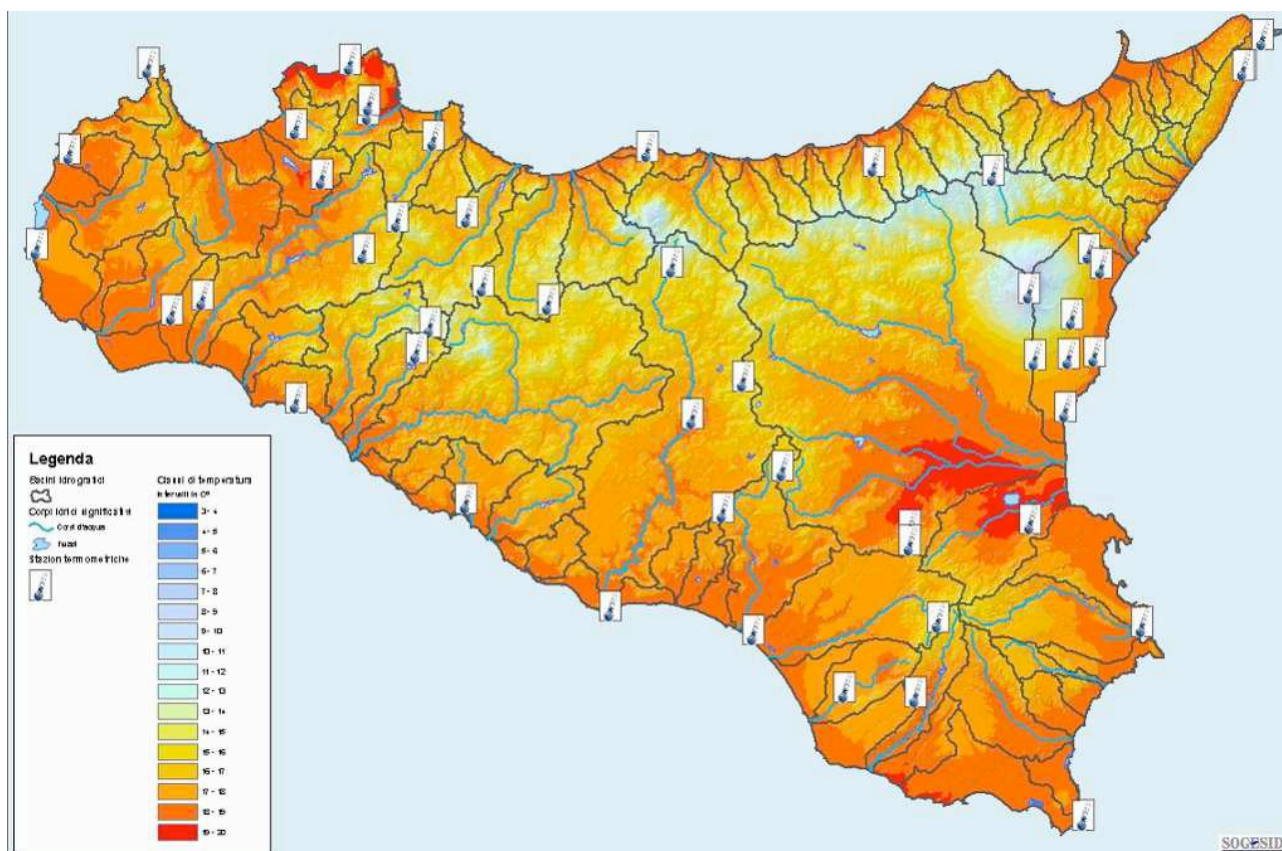 Legenda
Bacini idrografici
Corpi idrici significativi
Corsi d'acqua
Invasi
Stazioni termometriche
Classi di temperatura
Intervalli in C°
3 - 4
4 - 5
5 - 6
6 - 7
7 - 8
8 - 9
9 - 10
10 - 11
11 - 12
12 - 13
13 - 14
14 - 15
15 - 16
16 - 17
17 - 18
18 - 19
19 - 20
SOGESID